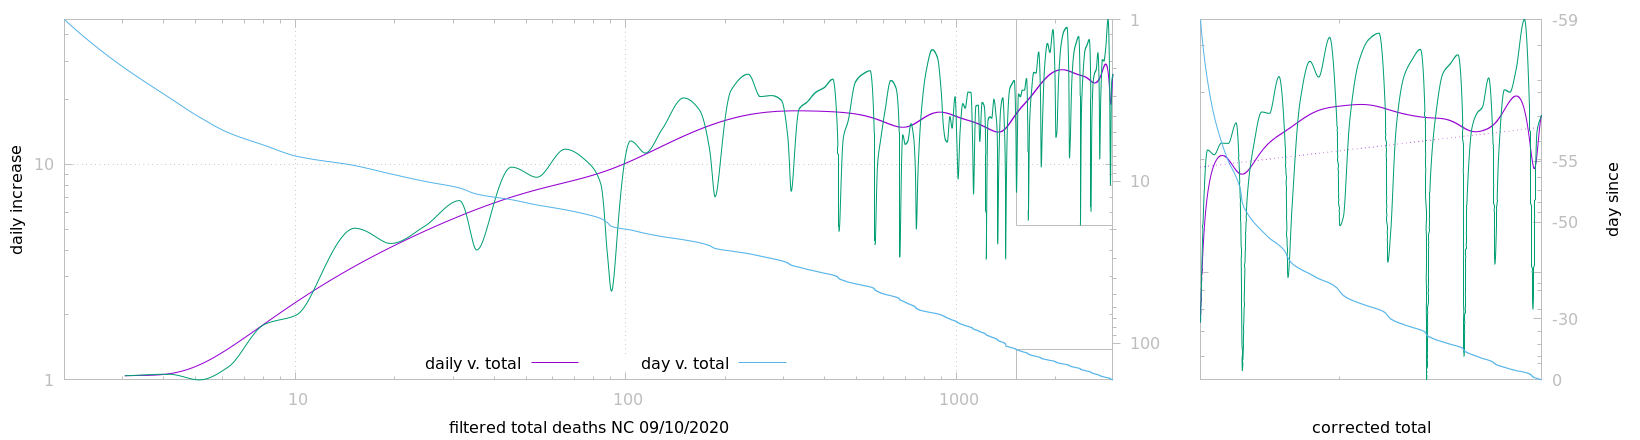 1
-59
daily increase
10
10
-55
-50
day since
-30
daily v. total
day v. total
100
1
0
10
100
1000
filtered total deaths NC 09/10/2020
corrected total